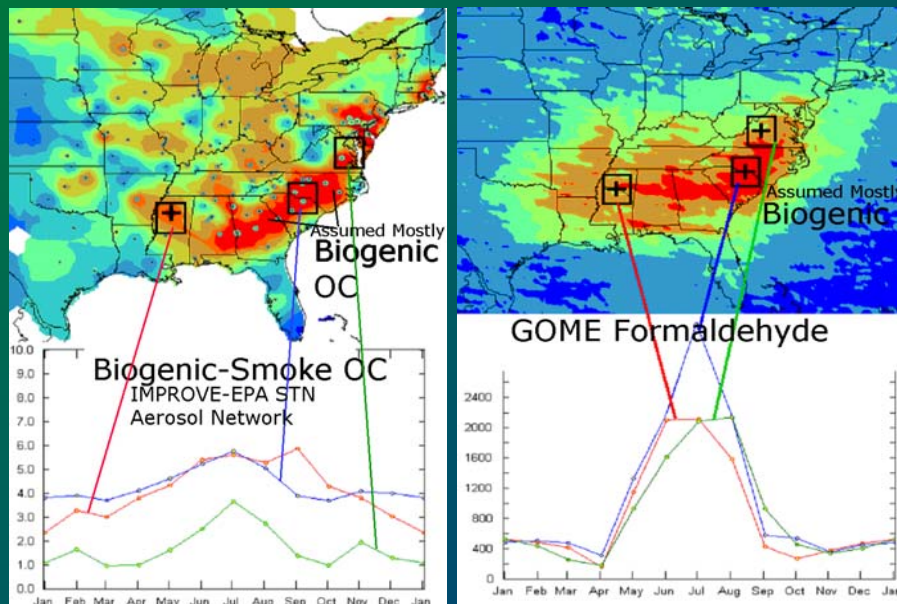 Assumed Mostly
Biogenic
OC
Biogenic-Smoke OC
IMPROVE-EPA STN
Aerosol Network
10.0
9.0
8.0
7.0
6.0
5.0
4.0
3.0
2.0
1.0
0.0
Jan Feb Mar Apr May Jun Jul Aug Sep Oct Nov Dec Jan
Assumed Mostly
Biogenic
GOME Formaldehyde
2400
2000
1600
1200
800
400
0
Jan Feb Mar Apr May Jun Jul Aug Sep Oct Nov Dec Jan